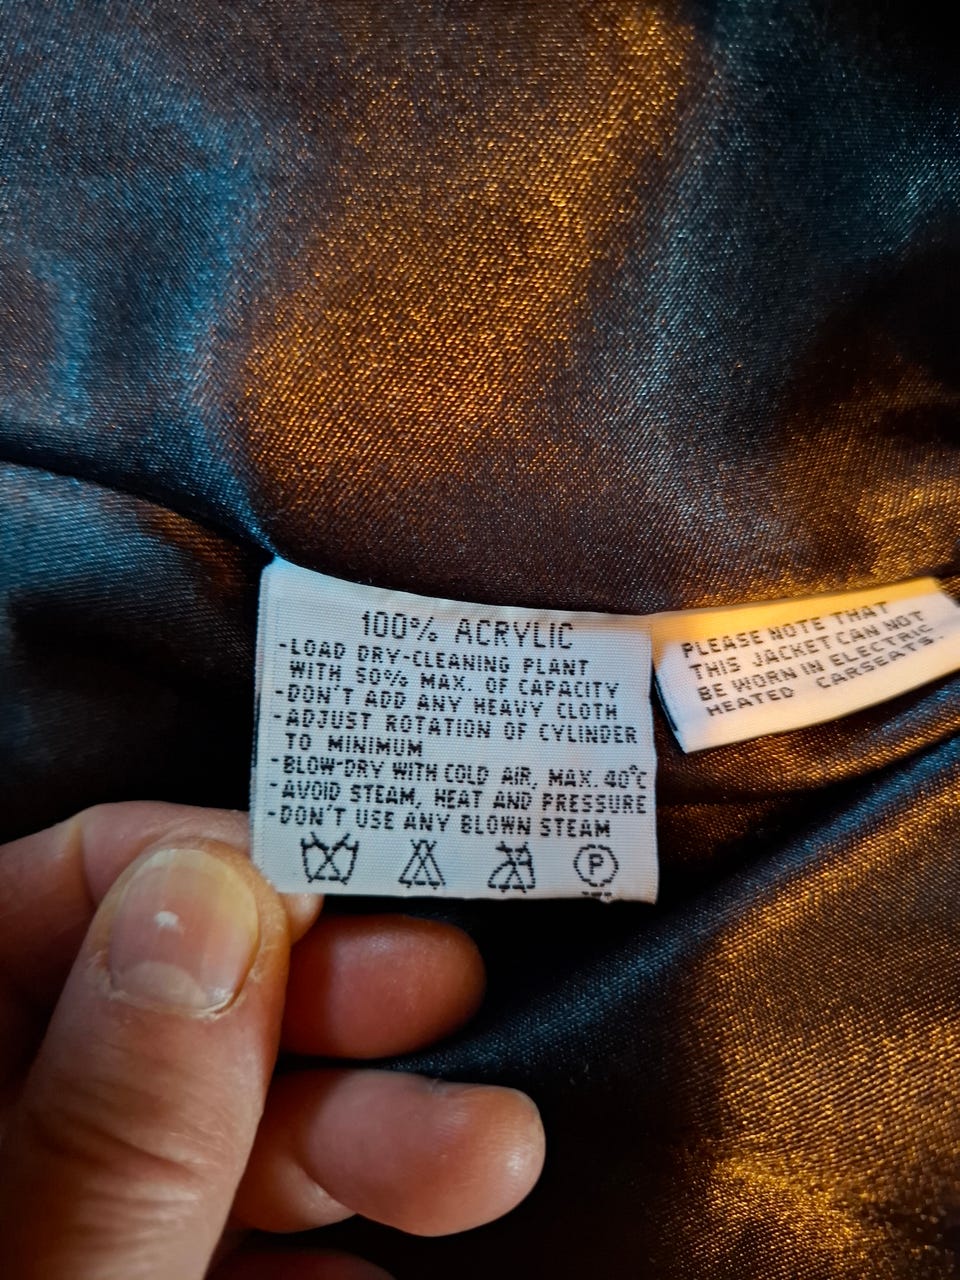 100% ACRYLIC
-LOAD DRY-CLEANING PLANT
WITH 50% MAX. OF CAPACITY
-DON'T ADD ANY HEAVY CLOTH
-ADJUST ROTATION OF CYLINDER
TO MINIMUM
-BLOW-DRY WITH COLD AIR, MAX. 40°C
-AVOID STEAM, HEAT AND PRESSURE
-DON'T USE ANY BLOWN STEAM
P
PLEASE NOTE THAT
THIS JACKET CAN NOT
BE WORN IN ELECTRIC-
HEATED CARSEATS.